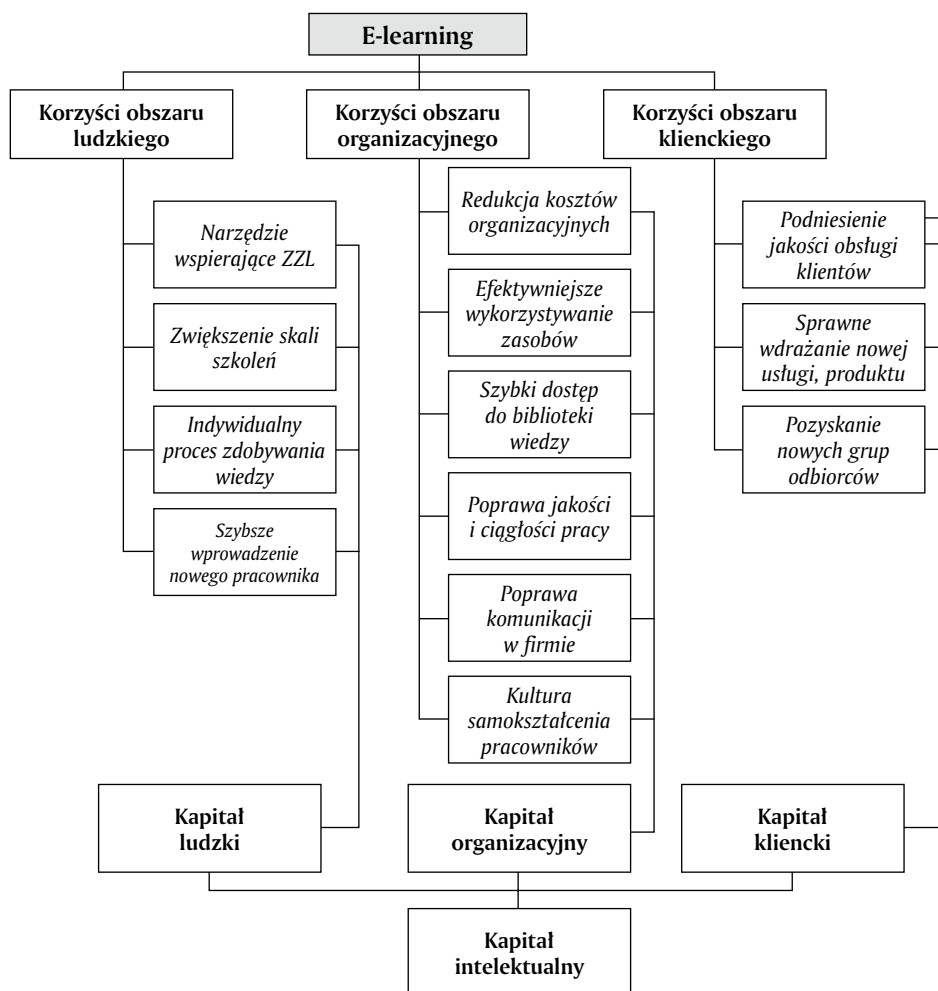 E-learning
Korzyści obszaru
ludzkiego
Narzędzie
wspierające ZZL
Zwiększenie skali
szkoleń
Indywidualny
proces zdobywania
wiedzy
Szybsze
wprowadzenie
nowego pracownika
Korzyści obszaru
organizacyjnego
Redukcja kosztów
organizacyjnych
Efektywniejsze
wykorzystywanie
zasobów
Szybki dostęp
do biblioteki
wiedzy
Poprawa jakości
i ciągłości pracy
Poprawa
komunikacji
w firmie
Kultura
samokształcenia
pracowników
Korzyści obszaru
klienckiego
Podniesienie
jakości obsługi
klientów
Sprawne
wdrażanie nowej
usługi, produktu
Pozyskanie
nowych grup
odbiorców
Kapitał
ludzki
Kapitał
organizacyjny
Kapitał
kliencki
Kapitał
intelektualny